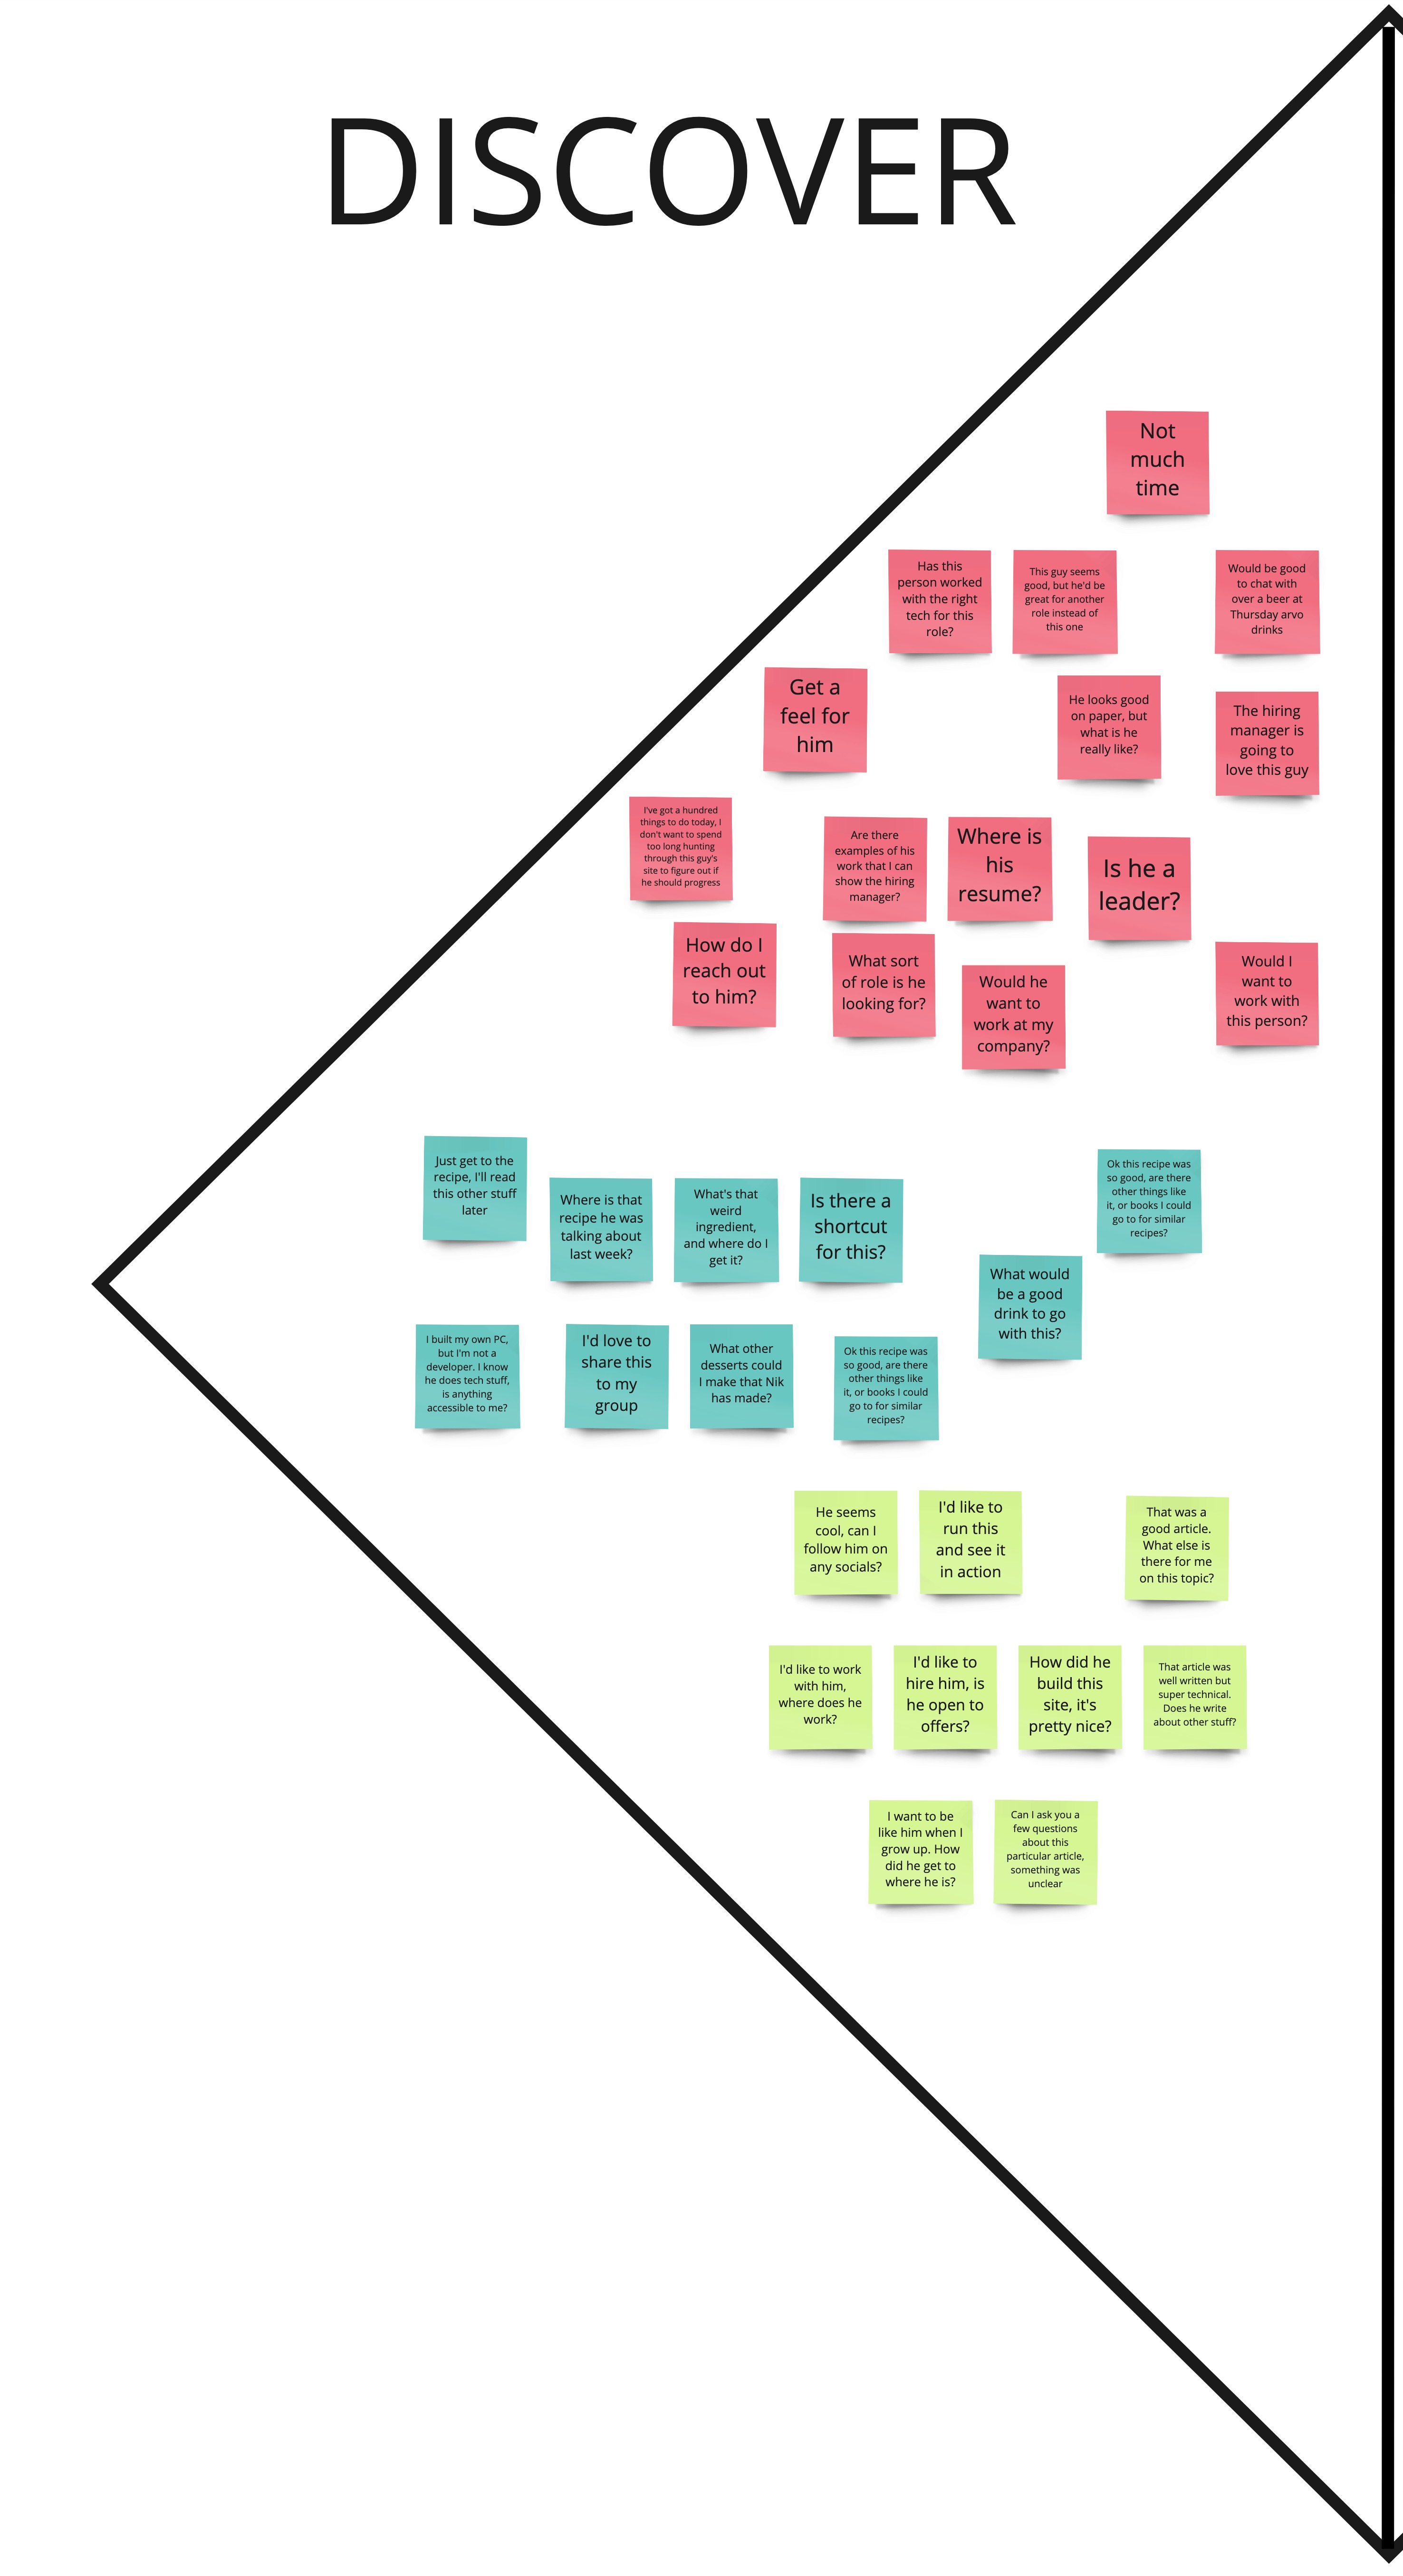 DISCOVER
Not
much
time
Has this
person worked
with the right
tech for this
role?
This guy seems
good, but he'd be
great for another
role instead of
this one
Would be good
to chat with
over a beer at
Thursday arvo
drinks
Get a
feel for
him
He looks good
on paper, but
what is he
really like?
The hiring
manager is
going to
love this guy
I've got a hundred
things to do today, I
don't want to spend
too long hunting
through this guy's
site to figure out if
he should progress
Are there
examples of his
work that I can
show the hiring
manager?
Where is
his
resume?
Is he a
leader?
How do I
reach out
to him?
What sort
of role is he
looking for?
Would he
want to
work at my
company?
Would I
want to
work with
this person?
Just get to the
recipe, I'll read
this other stuff
later
Where is that
recipe he was
talking about
last week?
What's that
weird
ingredient,
and where do I
get it?
Is there a
shortcut
for this?
Ok this recipe was
so good, are there
other things like
it, or books I could
go to for similar
recipes?
What would
be a good
drink to go
with this?
I built my own PC,
but I'm not a
developer. I know
he does tech stuff,
is anything
accessible to me?
I'd love to
share this
to my
group
What other
desserts could
I make that Nik
has made?
Ok this recipe was
so good, are there
other things like
it, or books I could
go to for similar
recipes?
He seems
cool, can I
follow him on
any socials?
I'd like to
run this
and see it
in action
That was a
good article.
What else is
there for me
on this topic?
I'd like to work
with him,
where does he
work?
I'd like to
hire him, is
he open to
offers?
How did he
build this
site, it's
pretty nice?
That article was
well written but
super technical.
Does he write
about other stuff?
I want to be
like him when I
grow up. How
did he get to
where he is?
Can I ask you a
few questions
about this
particular article,
something was
unclear